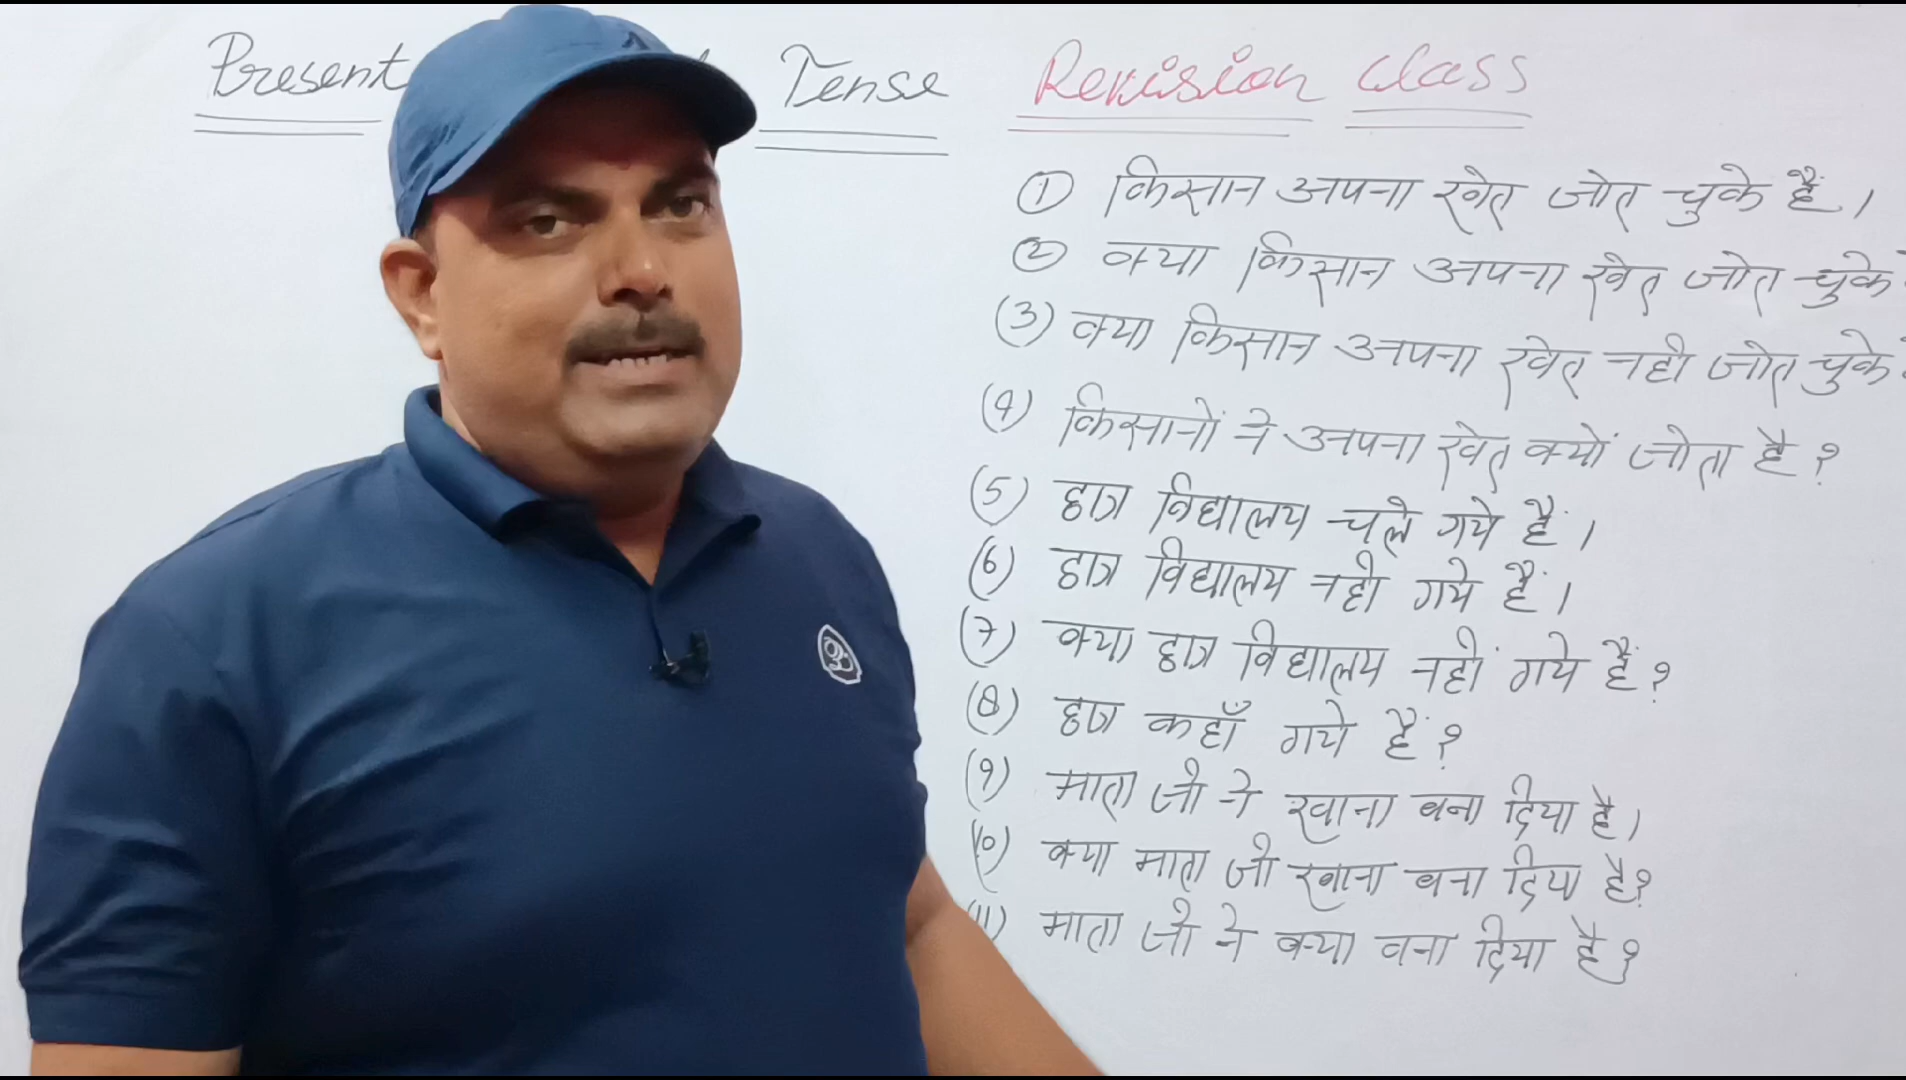 Present Tense Revision Class
① किसान अपना खेत जोत चुके हैं।
② क्या किसान अपना खेत जोत चुके
(3) क्या किसान अपना खेत नही जोत चुके
(4) किसानों ने अपना खेत क्यों जोता है?
(5) छात्र विद्यालय चले गये हैं।
(6) छात्र विद्यालय नही गये हैं।
(7) क्या छात्र विद्यालय नहीं गये हैं?
(8) छात्र कहाँ गये हैं?
(9) माता जी ने खाना बना दिया है।
(10) क्या माता जी खाना बना दिया है?
(11) माता जी ने क्या बना दिया है?